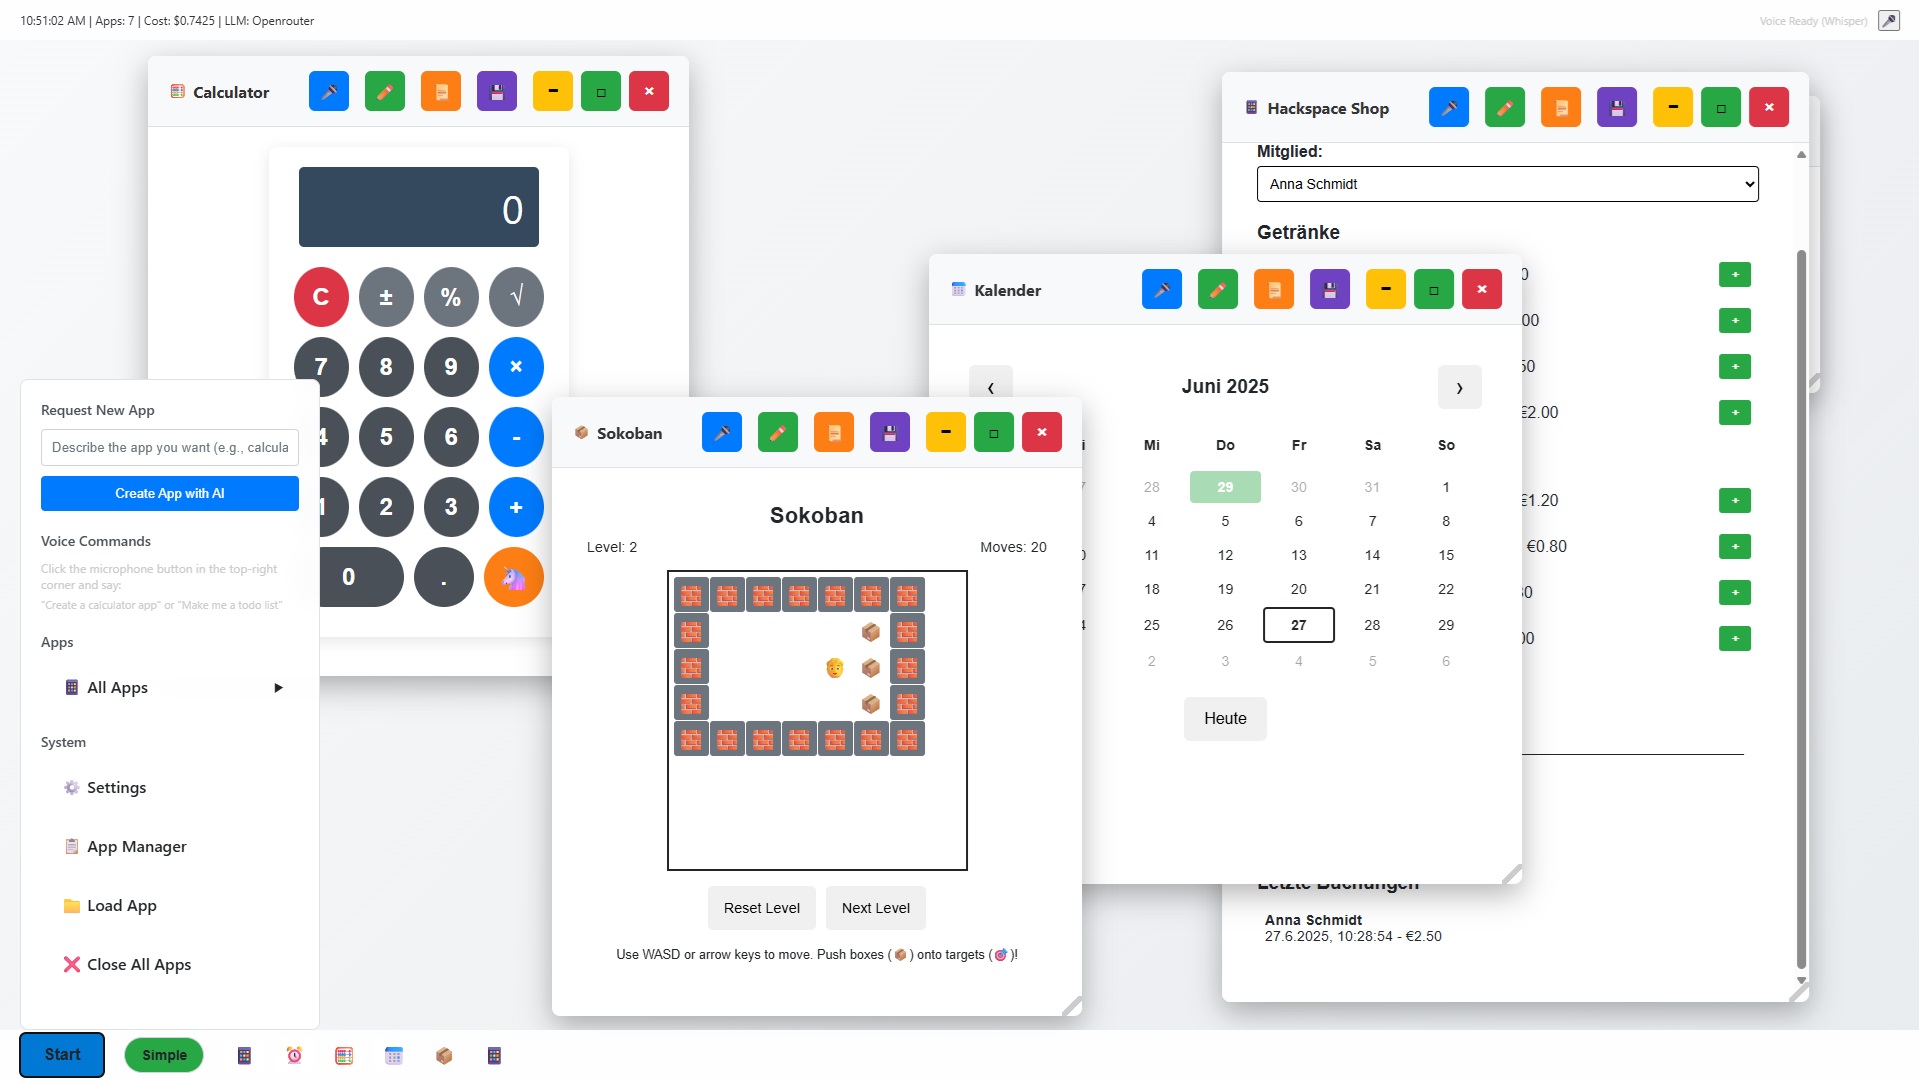 10:51:02 AM | Apps: 7 | Cost: $0.7425 | LLM: Openrouter
Voice Ready (Whisper)
Calculator
0
C ± % √
7 8 9 ×
4 5 6 -
1 2 3 +
0 .
Request New App
Describe the app you want (e.g., calcula
Create App with AI
Voice Commands
Click the microphone button in the top-right
corner and say:
"Create a calculator app" or "Make me a todo list"
Apps
All Apps
System
Settings
App Manager
Load App
Close All Apps
Sokoban
Sokoban
Level: 2
Moves: 20
Reset Level
Next Level
Use WASD or arrow keys to move. Push boxes (📦) onto targets (🎯)!
Kalender
‹ Juni 2025 ›
Mi Do Fr Sa So
28 29 30 31 1
4 5 6 7 8
11 12 13 14 15
18 19 20 21 22
25 26 27 28 29
2 3 4 5 6
Heute
Hackspace Shop
Mitglied:
Anna Schmidt
Getränke
+
+
+
€2.00 +
€1.20 +
€0.80 +
+
+
Letzte Buchungen
Anna Schmidt
27.6.2025, 10:28:54 - €2.50
Start
Simple